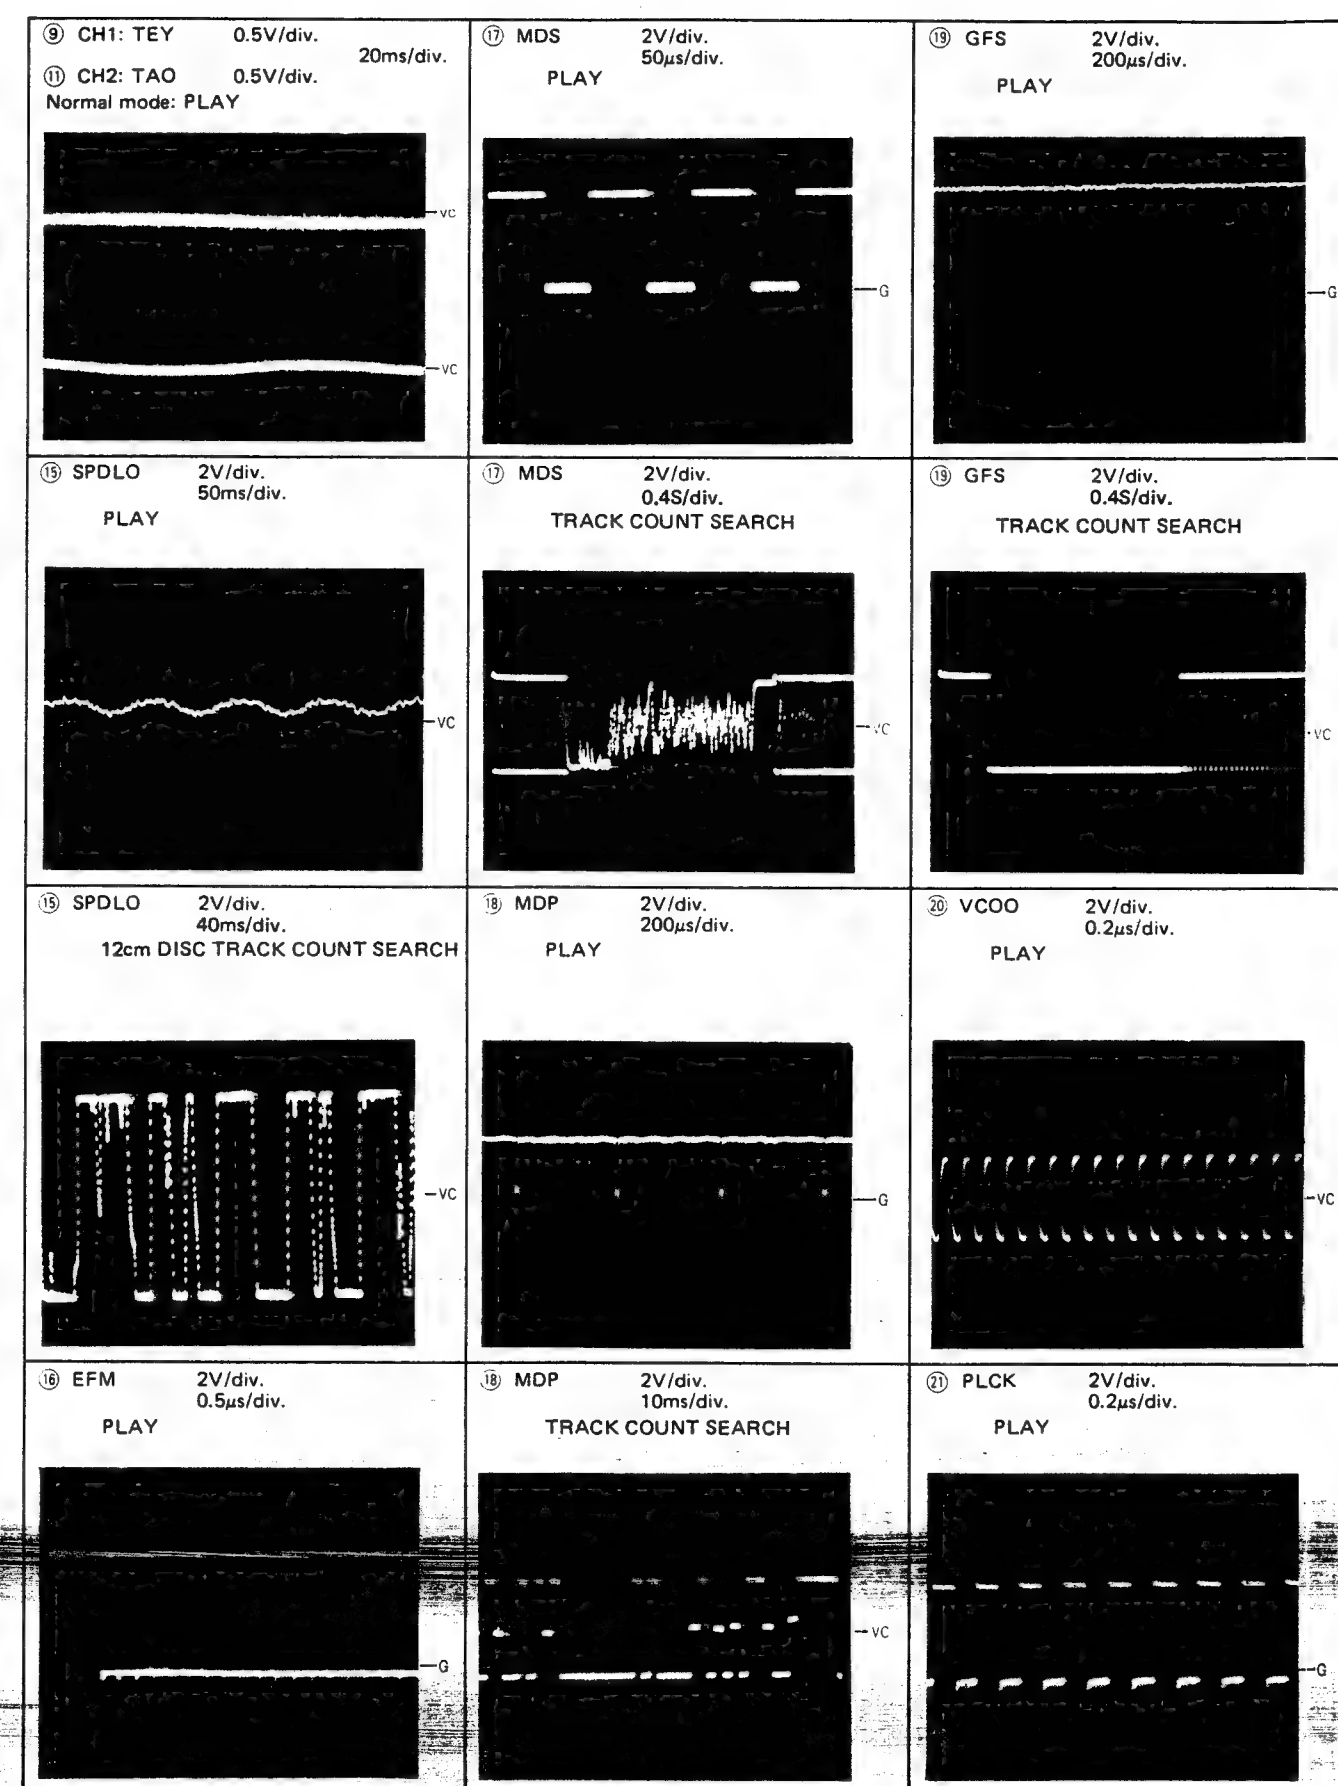 ⑨ CH1: TEY 0.5V/div.
20ms/div.
⑪ CH2: TAO 0.5V/div.
Normal mode: PLAY
VC
VC
⑰ MDS 2V/div.
50μs/div.
PLAY
G
⑲ GFS 2V/div.
200μs/div.
PLAY
G
⑮ SPDLO 2V/div.
50ms/div.
PLAY
VC
⑰ MDS 2V/div.
0.4S/div.
TRACK COUNT SEARCH
VC
⑲ GFS 2V/div.
0.4S/div.
TRACK COUNT SEARCH
VC
⑮ SPDLO 2V/div.
40ms/div.
12cm DISC TRACK COUNT SEARCH
VC
⑱ MDP 2V/div.
200μs/div.
PLAY
G
⑳ VCOO 2V/div.
0.2μs/div.
PLAY
VC
⑯ EFM 2V/div.
0.5μs/div.
PLAY
G
⑱ MDP 2V/div.
10ms/div.
TRACK COUNT SEARCH
VC
㉑ PLCK 2V/div.
0.2μs/div.
PLAY
G